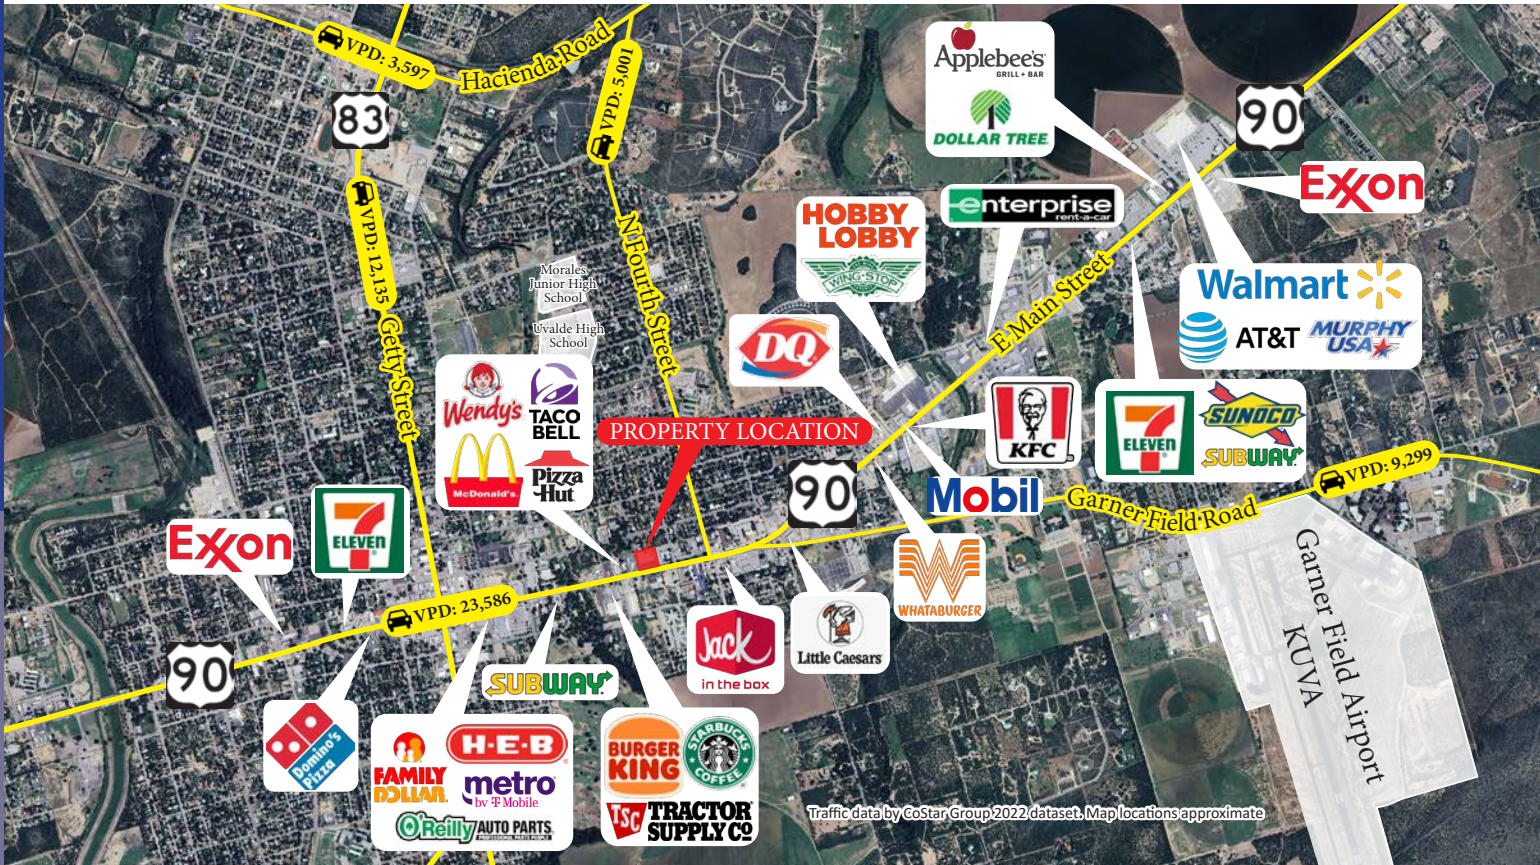 VPD: 3,597
Hacienda Road
VPD: 5,001
83
VPD: 12,135
Getty Street
N Fourth Street
Morales
Junior High
School
Uvalde High
School
Applebee's
GRILL + BAR
DOLLAR TREE
90
Exxon
enterprise
rent-a-car
HOBBY
LOBBY
WING-STOP
E Main Street
Walmart
AT&T
MURPHY
USA
DQ
Wendy's
TACO
BELL
McDonald's
Pizza
Hut
PROPERTY LOCATION
KFC
7
ELEVEN
SUNOCO
SUBWAY
90
Mobil
Garner Field Road
VPD: 9,299
WHATABURGER
Exxon
7
ELEVEN
VPD: 23,586
90
Jack
in the box
Little Caesars
SUBWAY
Domino's
Pizza
FAMILY
DOLLAR
H-E-B
metro
by T Mobile
O'Reilly AUTO PARTS
PROFESSIONAL PARTS PEOPLE
BURGER
KING
STARBUCKS
COFFEE
TSC
TRACTOR
SUPPLY CO
Garner Field Airport
KUVA
Traffic data by CoStar Group 2022 dataset. Map locations approximate